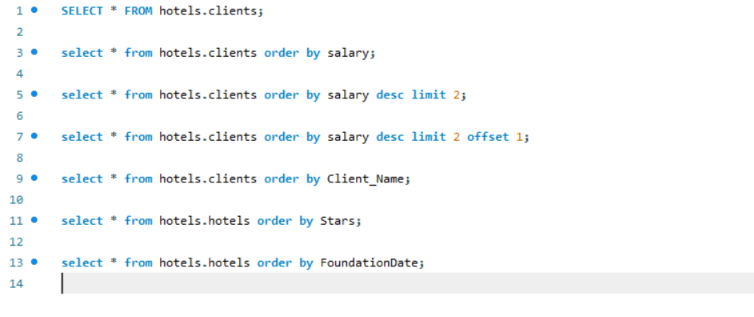 1 SELECT * FROM hotels.clients;
2
3 select * from hotels.clients order by salary;
4
5 select * from hotels.clients order by salary desc limit 2;
6
7 select * from hotels.clients order by salary desc limit 2 offset 1;
8
9 select * from hotels.clients order by Client_Name;
10
11 select * from hotels.hotels order by Stars;
12
13 select * from hotels.hotels order by FoundationDate;
14